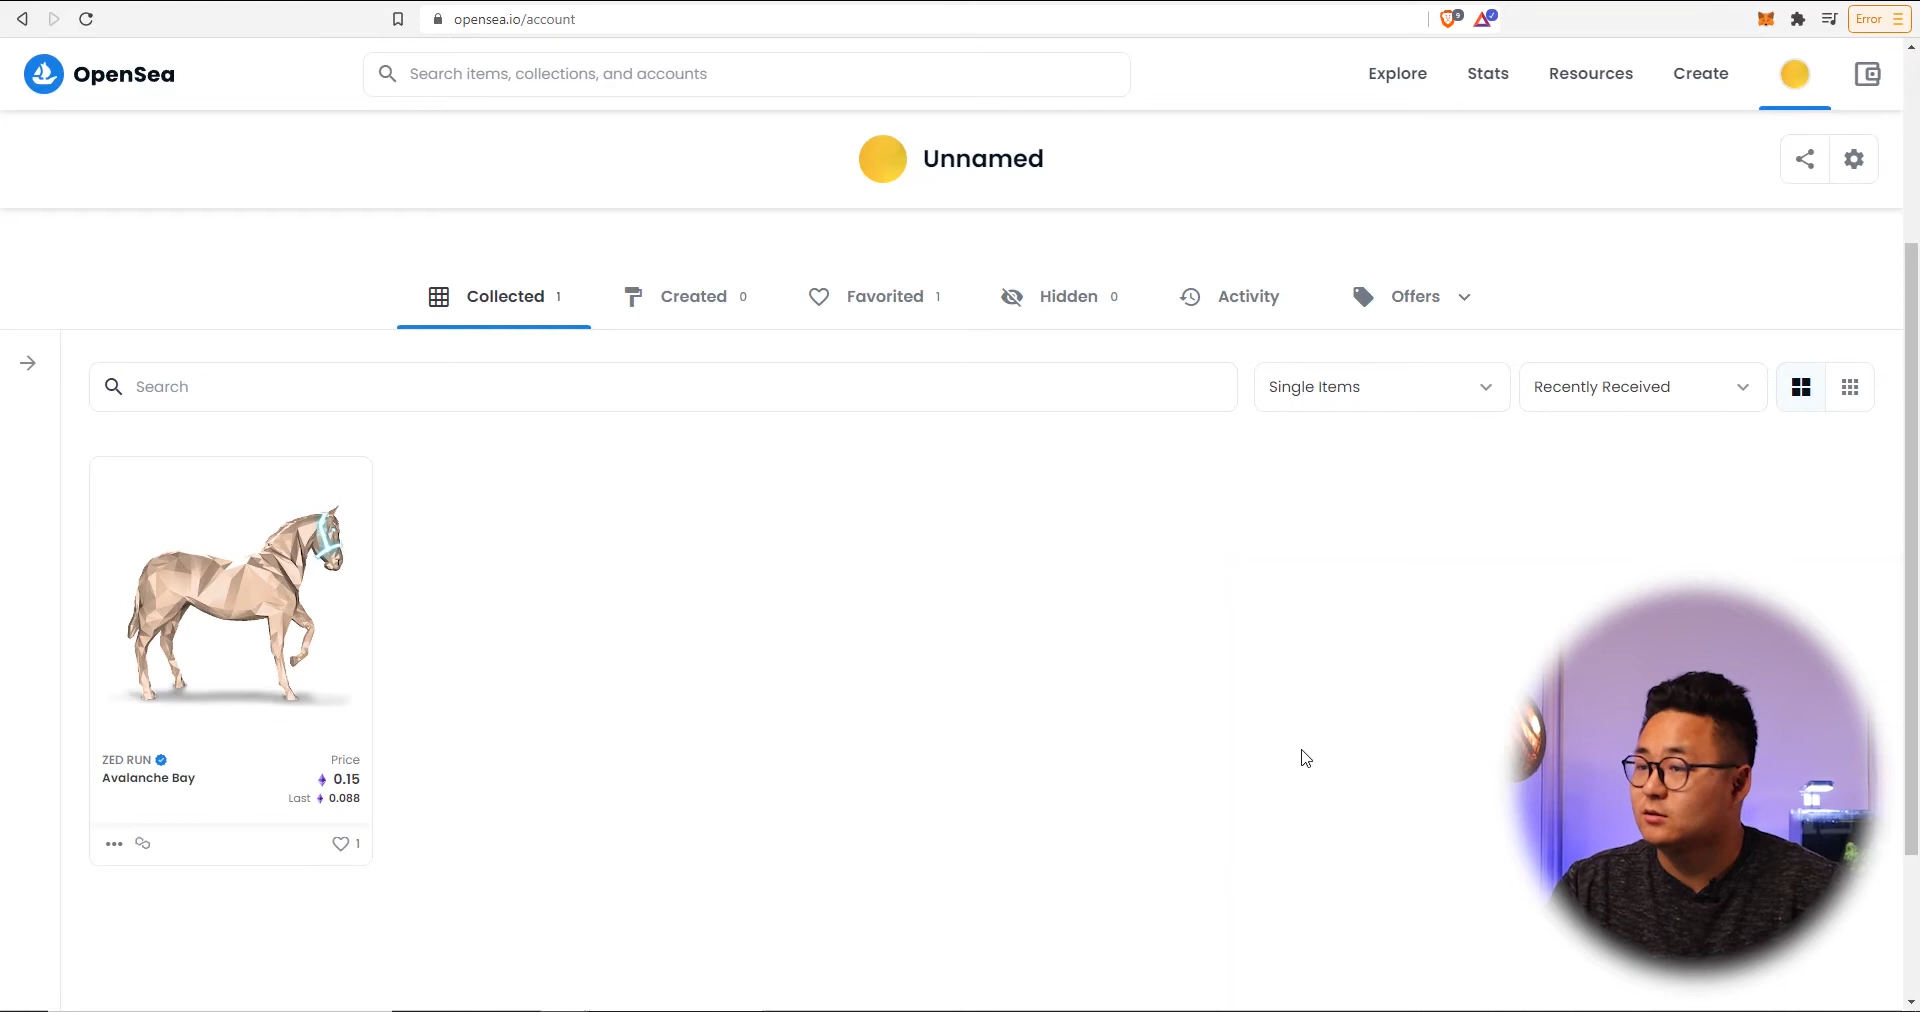 opensea.io/account
9
Error
OpenSea
Search items, collections, and accounts
Explore
Stats
Resources
Create
Unnamed
Collected 1
Created 0
Favorited 1
Hidden 0
Activity
Offers
Search
Single Items
Recently Received
ZED RUN
Price
Avalanche Bay
0.15
Last 0.088
1